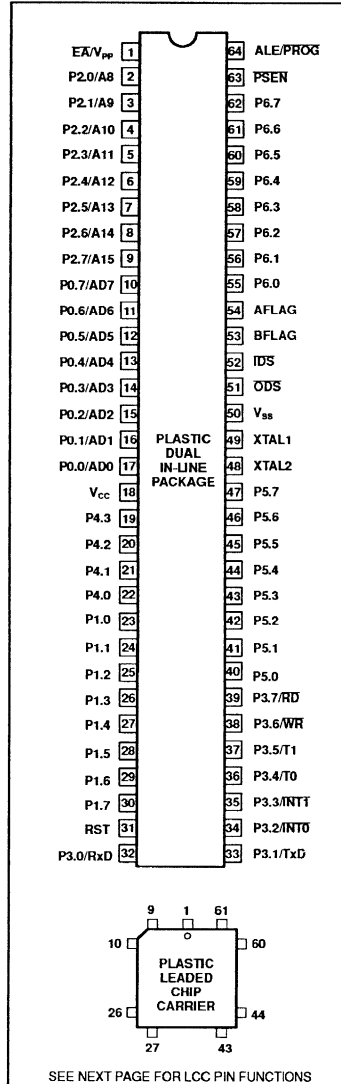 EA/VPP 1 64 ALE/PROG
P2.0/A8 2 63 PSEN
P2.1/A9 3 62 P6.7
P2.2/A10 4 61 P6.6
P2.3/A11 5 60 P6.5
P2.4/A12 6 59 P6.4
P2.5/A13 7 58 P6.3
P2.6/A14 8 57 P6.2
P2.7/A15 9 56 P6.1
P0.7/AD7 10 55 P6.0
P0.6/AD6 11 54 AFLAG
P0.5/AD5 12 53 BFLAG
P0.4/AD4 13 52 IDS
P0.3/AD3 14 51 ODS
P0.2/AD2 15 50 VSS
P0.1/AD1 16 49 XTAL1
P0.0/AD0 17 48 XTAL2
VCC 18 47 P5.7
P4.3 19 46 P5.6
P4.2 20 45 P5.5
P4.1 21 44 P5.4
P4.0 22 43 P5.3
P1.0 23 42 P5.2
P1.1 24 41 P5.1
P1.2 25 40 P5.0
P1.3 26 39 P3.7/RD
P1.4 27 38 P3.6/WR
P1.5 28 37 P3.5/T1
P1.6 29 36 P3.4/T0
P1.7 30 35 P3.3/INT1
RST 31 34 P3.2/INT0
P3.0/RxD 32 33 P3.1/TxD
PLASTIC
DUAL
IN-LINE
PACKAGE
9 1 61
10 60
PLASTIC
LEADED
CHIP
CARRIER
26 44
27 43
SEE NEXT PAGE FOR LCC PIN FUNCTIONS